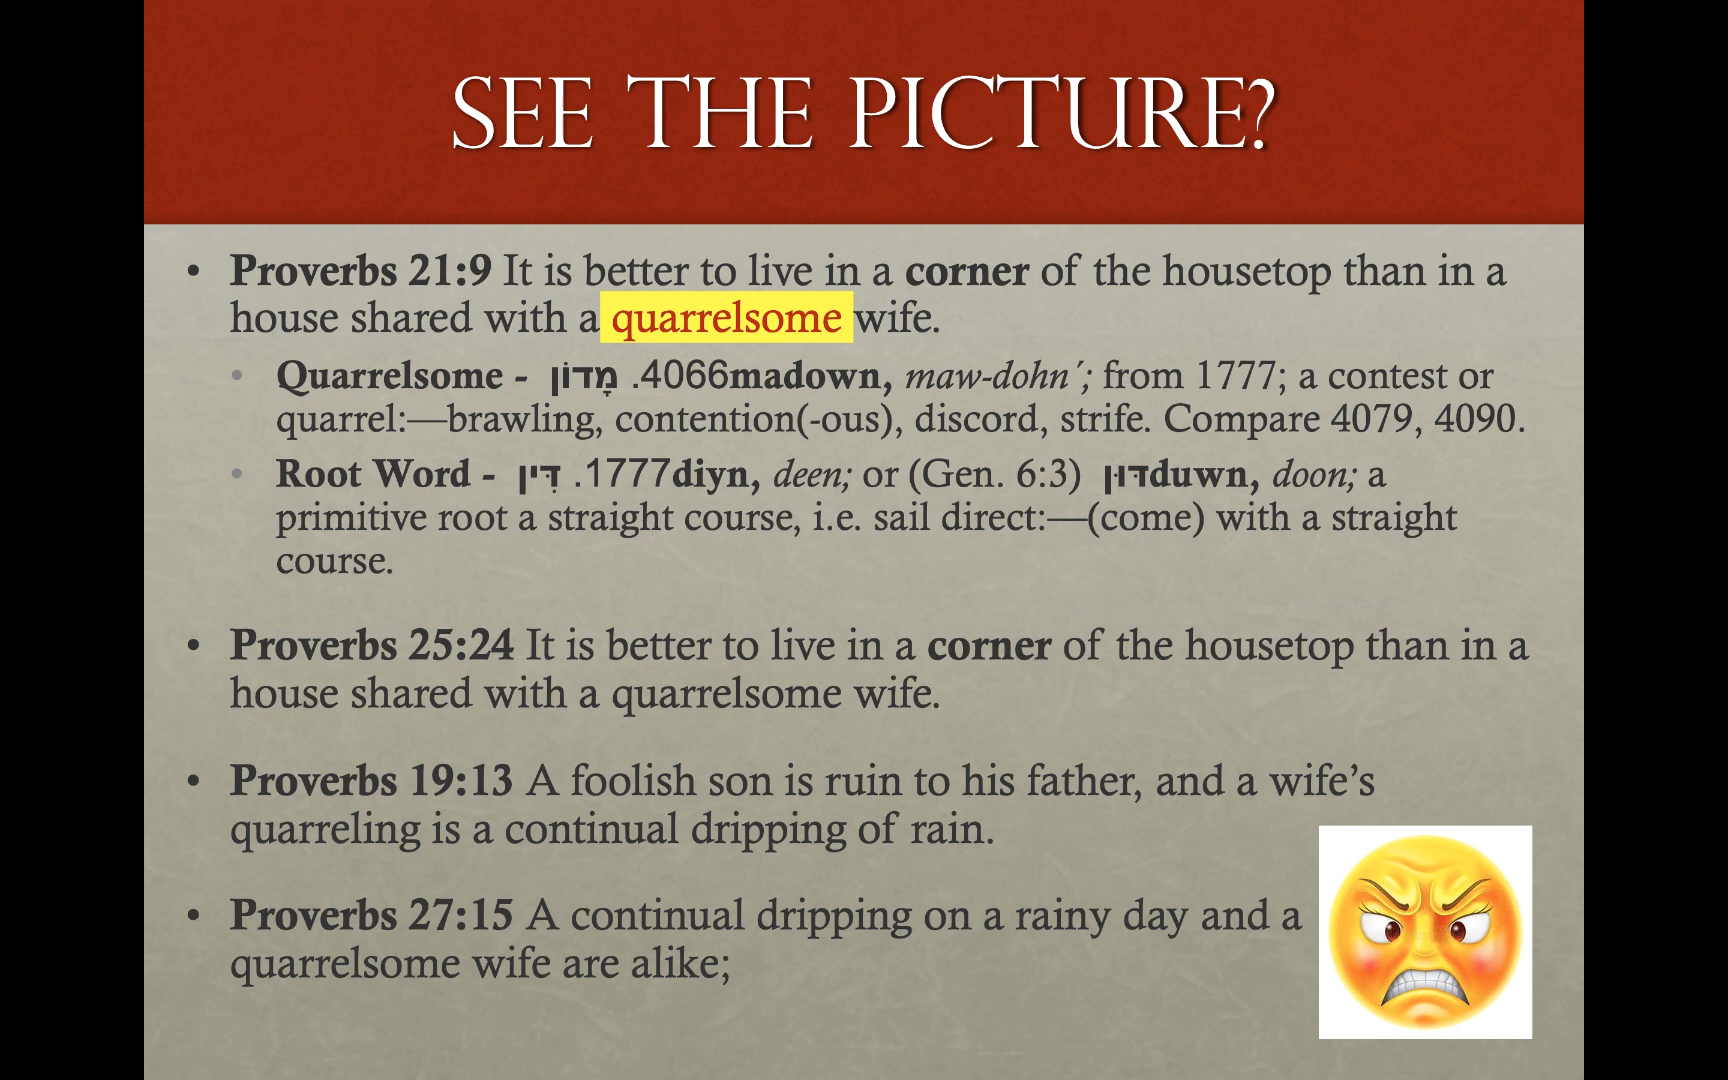 SEE THE PICTURE?
• Proverbs 21:9 It is better to live in a corner of the housetop than in a
house shared with a quarrelsome wife.
• Quarrelsome - מָדוֹן .4066madown, maw-dohn´; from 1777; a contest or
quarrel:—brawling, contention(-ous), discord, strife. Compare 4079, 4090.
• Root Word - דִּין .1777diyn, deen; or (Gen. 6:3) דּוּןduwn, doon; a
primitive root a straight course, i.e. sail direct:—(come) with a straight
course.
• Proverbs 25:24 It is better to live in a corner of the housetop than in a
house shared with a quarrelsome wife.
• Proverbs 19:13 A foolish son is ruin to his father, and a wife’s
quarreling is a continual dripping of rain.
• Proverbs 27:15 A continual dripping on a rainy day and a
quarrelsome wife are alike;